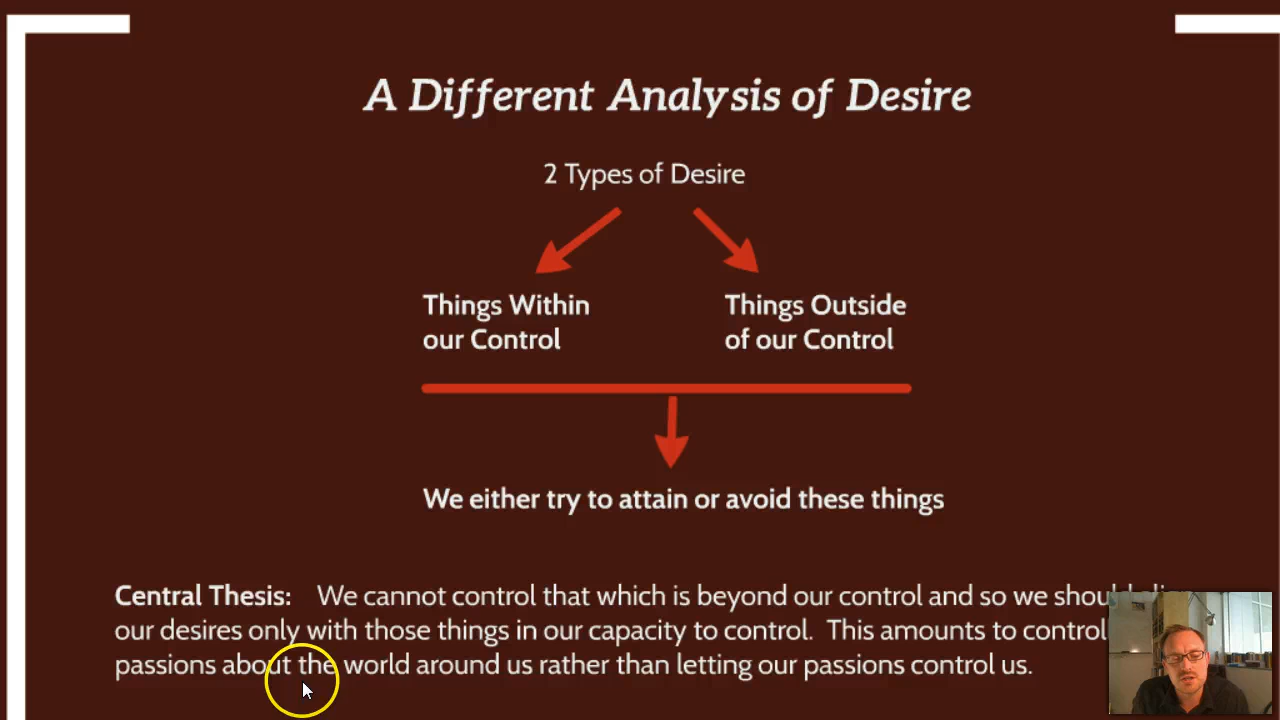 A Different Analysis of Desire
2 Types of Desire
Things Within
our Control
Things Outside
of our Control
We either try to attain or avoid these things
Central Thesis: We cannot control that which is beyond our control and so we
our desires only with those things in our capacity to control. This amounts to
passions about the world around us rather than letting our passions control us.